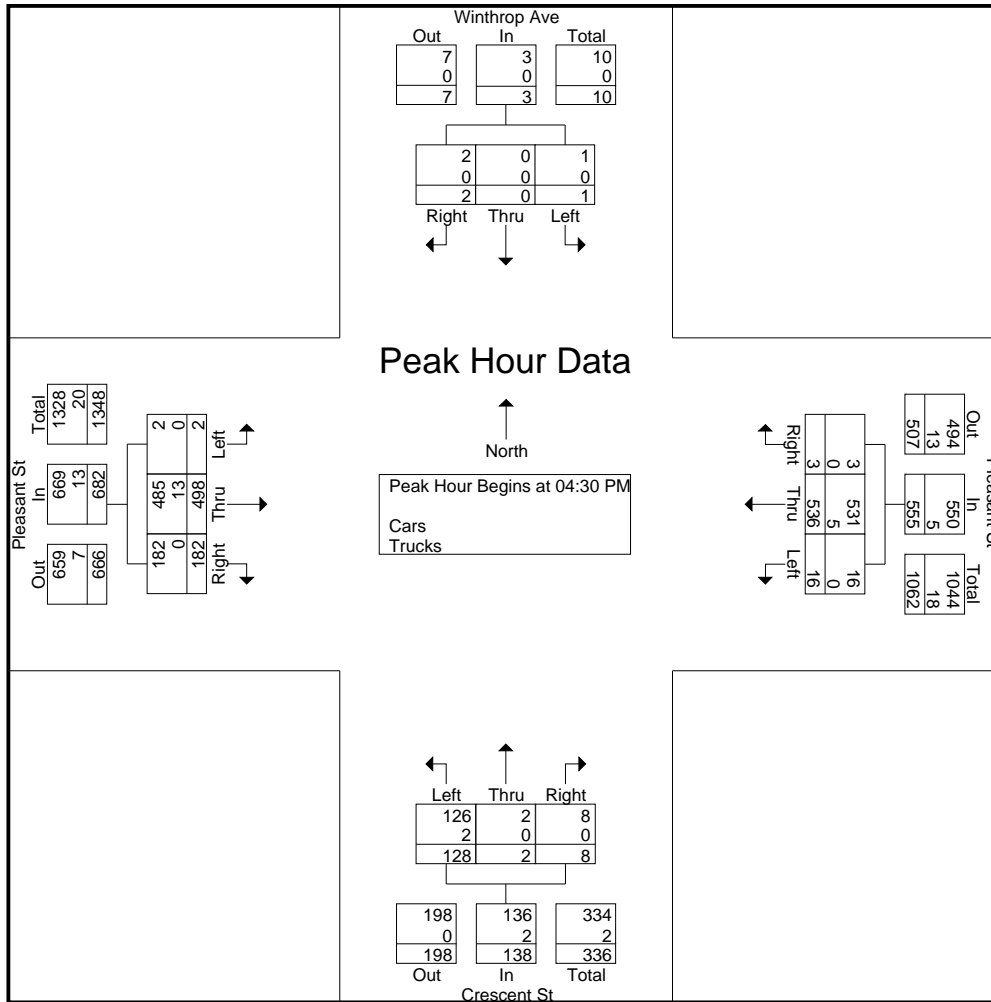 Winthrop Ave
Out In Total
7 3 10
0 0 0
7 3 10
2 0 1
0 0 0
2 0 1
Right Thru Left
Peak Hour Data
North
Peak Hour Begins at 04:30 PM
Cars
Trucks
Pleasant St
Total In Out
1328 669 659
20 13 7
1348 682 666
2 485 182
0 13 0
2 498 182
Left Thru Right
Pleasant St
Out In Total
494 550 1044
13 5 18
507 555 1062
3 531 16
0 5 0
3 536 16
Right Thru Left
Left Thru Right
126 2 8
2 0 0
128 2 8
198 136 334
0 2 2
198 138 336
Out In Total
Crescent St